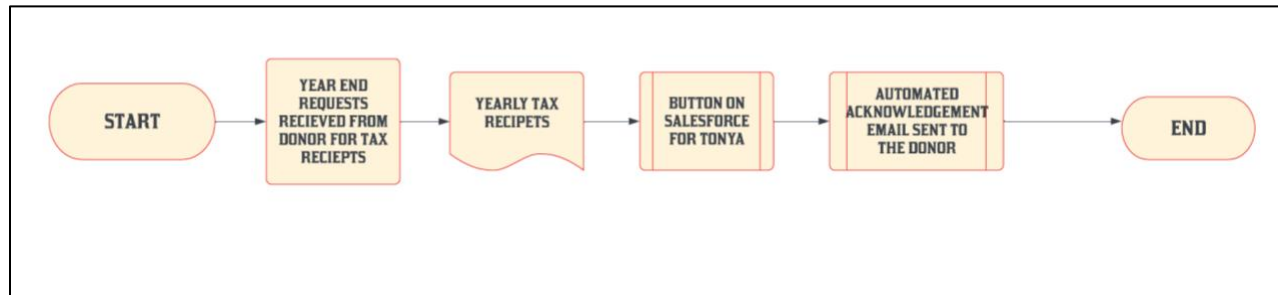 START
YEAR END
REQUESTS
RECIEVED FROM
DONOR FOR TAX
RECIEPTS
YEARLY TAX
RECIPETS
BUTTON ON
SALESFORCE
FOR TONYA
AUTOMATED
ACKNOWLEDGEMENT
EMAIL SENT TO
THE DONOR
END